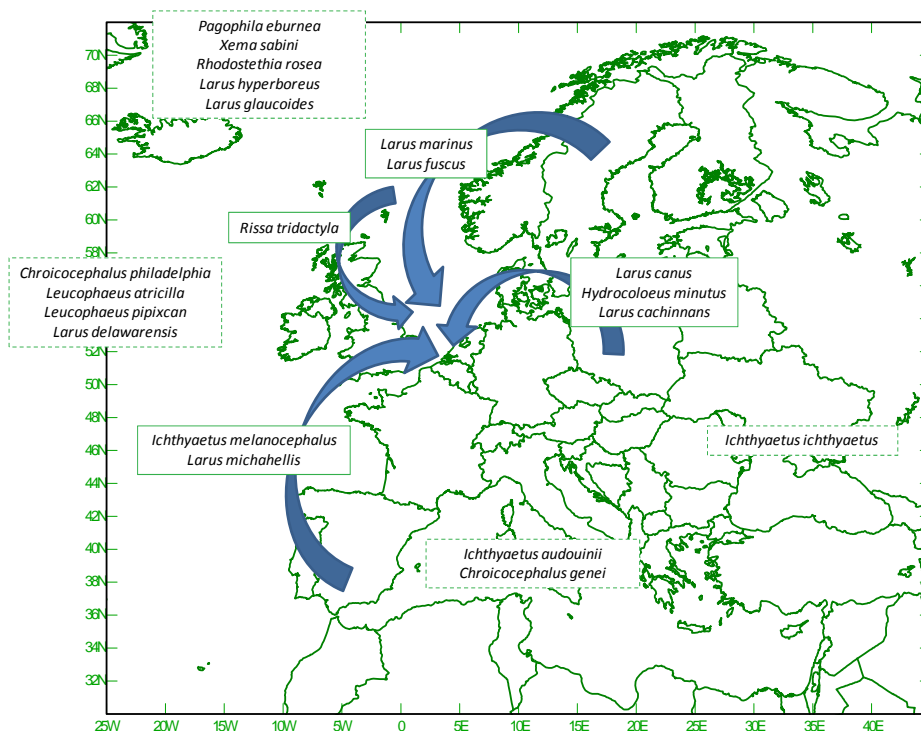 Pagophila eburnea
Xema sabini
Rhodostethia rosea
Larus hyperboreus
Larus glaucoides
Larus marinus
Larus fuscus
Rissa tridactyla
Chroicocephalus philadelphia
Leucophaeus atricilla
Leucophaeus pipixcan
Larus delawarensis
Larus canus
Hydrocoloeus minutus
Larus cachinnans
Ichthyaetus melanocephalus
Larus michahellis
Ichthyaetus ichthyaetus
Ichthyaetus audouinii
Chroicocephalus genei
70N
66N
64N
62N
60N
58N
52N
50N
48N
46N
44N
42N
40N
38N
36N
34N
32N
25W 20W 15W 10W 5W 0 5E 10E 15E 20E 25E 30E 35E 40E